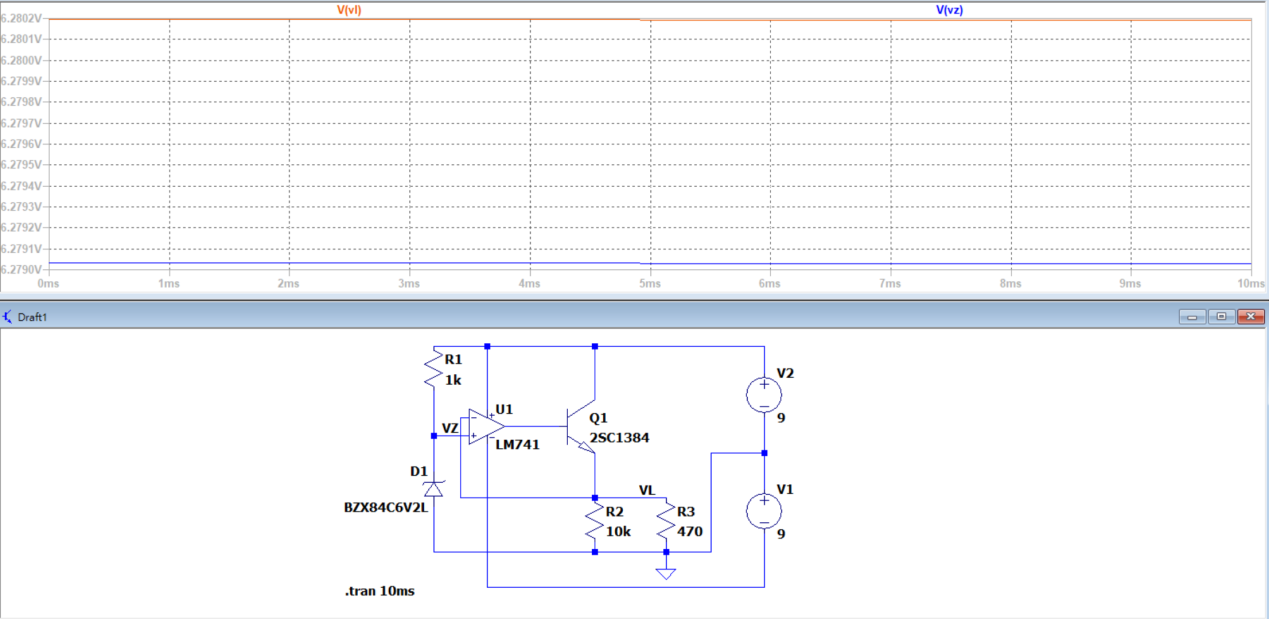 V(vl) V(vz)
6.2802V
6.2801V
6.2800V
6.2799V
6.2798V
6.2797V
6.2796V
6.2795V
6.2794V
6.2793V
6.2792V
6.2791V
6.2790V
0ms 1ms 2ms 3ms 4ms 5ms 6ms 7ms 8ms 9ms 10ms
Draft1
R1
1k
V2
9
U1
LM741
VZ
Q1
2SC1384
D1
BZX84C6V2L
VL
R2
10k
R3
470
V1
9
.tran 10ms